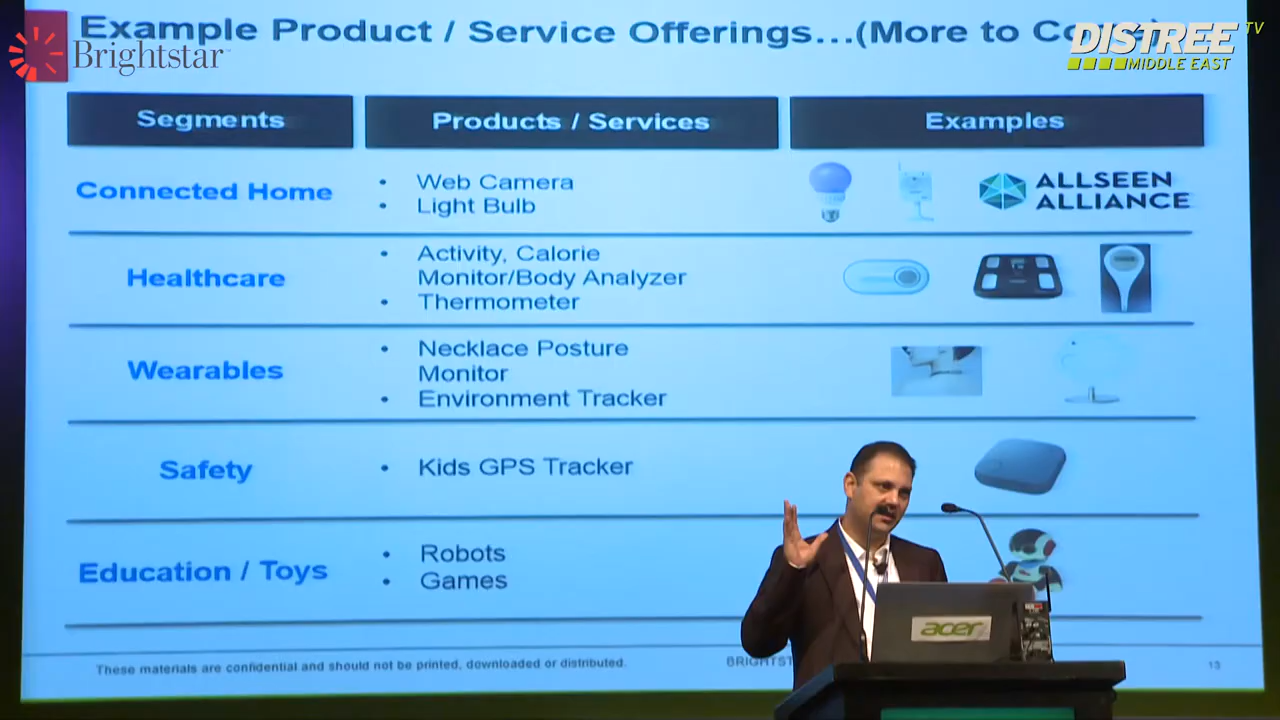 Example Product / Service Offerings...(More to
Brightstar
DISTREE TV
MIDDLE EAST
Segments
Products / Services
Examples
Connected Home
• Web Camera
• Light Bulb
ALLSEEN
ALLIANCE
Healthcare
• Activity, Calorie
Monitor/Body Analyzer
• Thermometer
Wearables
• Necklace Posture
Monitor
• Environment Tracker
Safety
• Kids GPS Tracker
Education / Toys
• Robots
• Games
acer
These materials are confidential and should not be printed, downloaded or distributed.
13